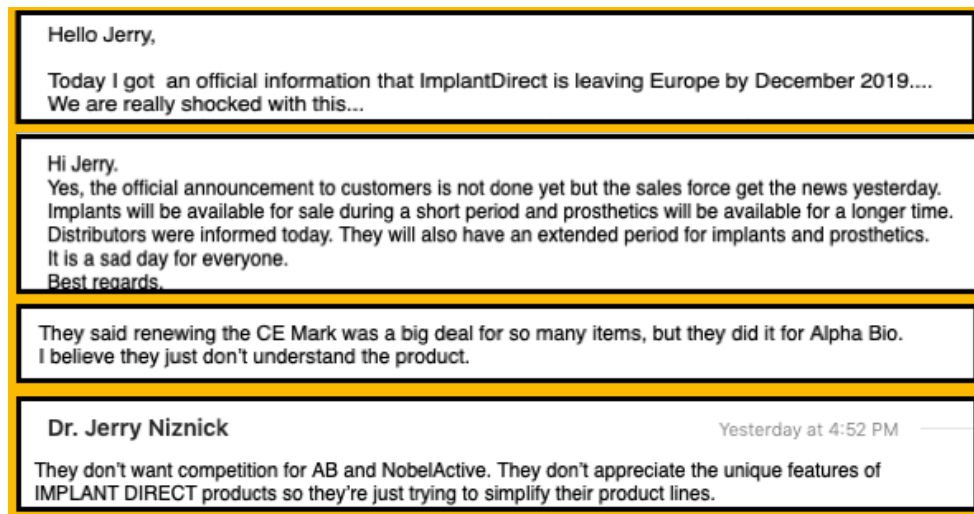 Hello Jerry,
Today I got an official information that ImplantDirect is leaving Europe by December 2019....
We are really shocked with this...
Hi Jerry.
Yes, the official announcement to customers is not done yet but the sales force get the news yesterday.
Implants will be available for sale during a short period and prosthetics will be available for a longer time.
Distributors were informed today. They will also have an extended period for implants and prosthetics.
It is a sad day for everyone.
Best regards,
They said renewing the CE Mark was a big deal for so many items, but they did it for Alpha Bio.
I believe they just don’t understand the product.
Dr. Jerry Niznick
Yesterday at 4:52 PM
They don’t want competition for AB and NobelActive. They don’t appreciate the unique features of
IMPLANT DIRECT products so they’re just trying to simplify their product lines.